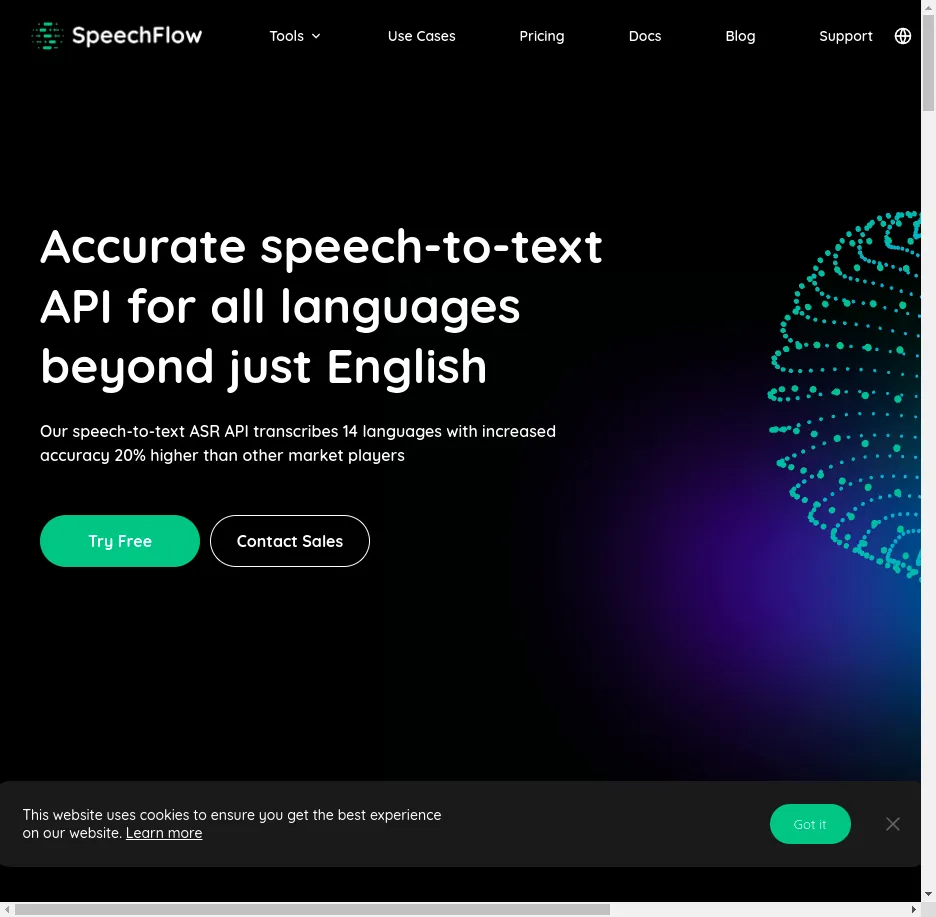 SpeechFlow
Tools
Use Cases
Pricing
Docs
Blog
Support
Accurate speech-to-text
API for all languages
beyond just English
Our speech-to-text ASR API transcribes 14 languages with increased
accuracy 20% higher than other market players
Try Free
Contact Sales
This website uses cookies to ensure you get the best experience
on our website. Learn more
Got it